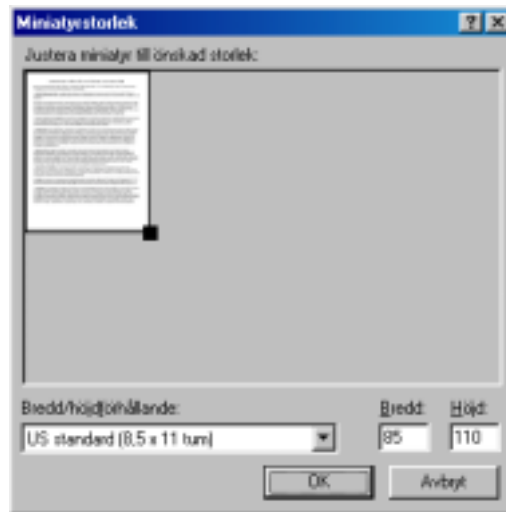 Miniatyrstorlek
Justera miniatyr till önskad storlek:
Bredd/höjdförhållande:
Bredd: Höjd:
US standard (8,5 x 11 tum) 85 110
OK Avbryt